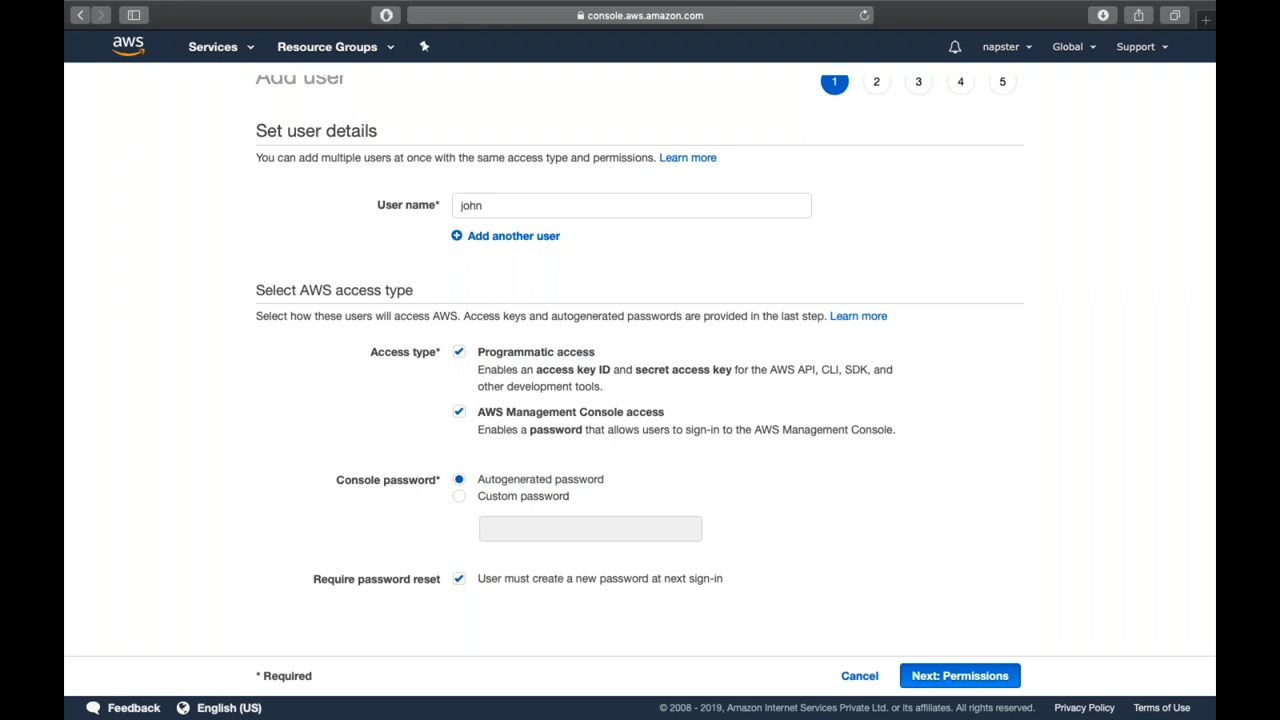 console.aws.amazon.com
aws Services Resource Groups napster Global Support
Add user 1 2 3 4 5
Set user details
You can add multiple users at once with the same access type and permissions. Learn more
User name* john
Add another user
Select AWS access type
Select how these users will access AWS. Access keys and autogenerated passwords are provided in the last step. Learn more
Access type* Programmatic access
Enables an access key ID and secret access key for the AWS API, CLI, SDK, and
other development tools.
AWS Management Console access
Enables a password that allows users to sign-in to the AWS Management Console.
Console password* Autogenerated password
Custom password
Require password reset User must create a new password at next sign-in
* Required Cancel Next: Permissions
Feedback English (US) © 2008 - 2019, Amazon Internet Services Private Ltd. or its affiliates. All rights reserved. Privacy Policy Terms of Use